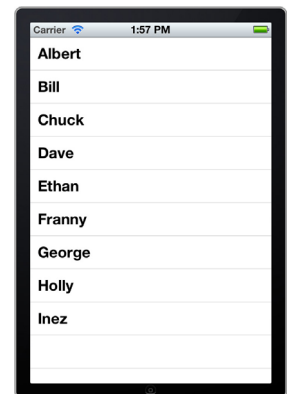 Carrier 1:57 PM
Albert
Bill
Chuck
Dave
Ethan
Franny
George
Holly
Inez